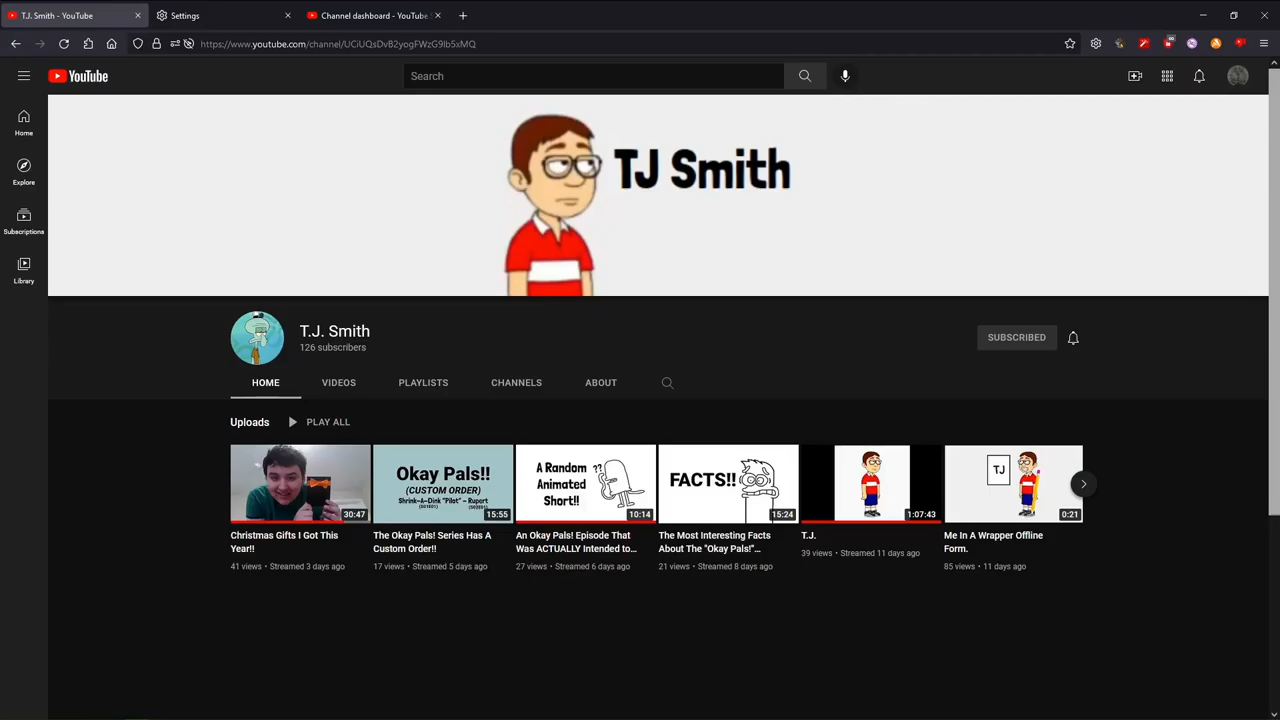 T.J. Smith - YouTube
Settings
Channel dashboard - YouTube S
https://www.youtube.com/channel/UCiUQsDvB2yogFWzG9Ib5xMQ
YouTube
Search
Home
Explore
Subscriptions
Library
TJ Smith
T.J. Smith
126 subscribers
SUBSCRIBED
HOME
VIDEOS
PLAYLISTS
CHANNELS
ABOUT
Uploads
PLAY ALL
30:47
Okay Pals!!
(CUSTOM ORDER)
Shrink-A-Dink "Pilot" - Rupert
(S01E01)
(S02E01)
15:55
A Random
Animated
Short!!
??
10:14
FACTS!!
15:24
1:07:43
TJ
0:21
Christmas Gifts I Got This
Year!!
41 views • Streamed 3 days ago
The Okay Pals! Series Has A
Custom Order!!
17 views • Streamed 5 days ago
An Okay Pals! Episode That
Was ACTUALLY Intended to...
27 views • Streamed 6 days ago
The Most Interesting Facts
About The "Okay Pals!"...
21 views • Streamed 8 days ago
T.J.
39 views • Streamed 11 days ago
Me In A Wrapper Offline
Form.
85 views • 11 days ago